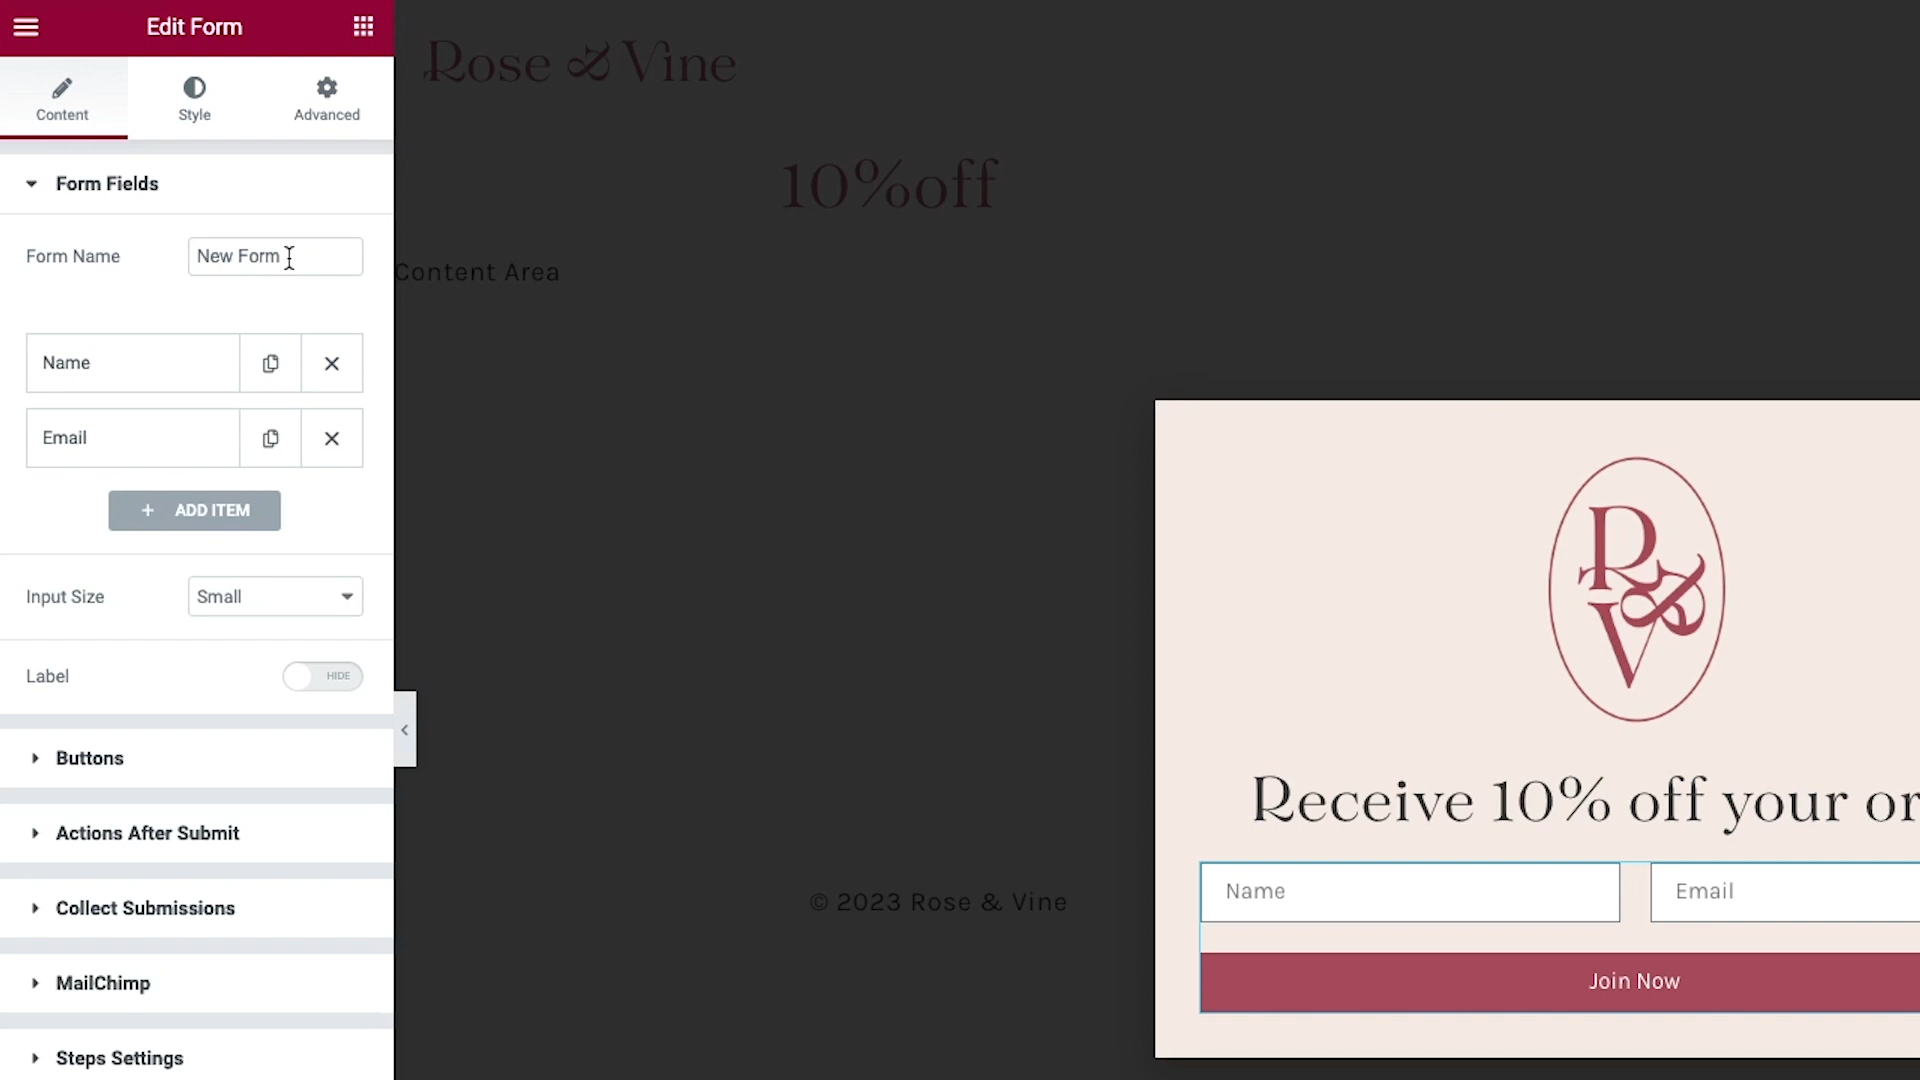 Edit Form
Content
Style
Advanced
Form Fields
Form Name
New Form
Name
Email
+ ADD ITEM
Input Size
Small
Label
HIDE
Buttons
Actions After Submit
Collect Submissions
MailChimp
Steps Settings
Rose & Vine
10%off
Content Area
© 2023 Rose & Vine
R&V
Receive 10% off your or
Name
Email
Join Now